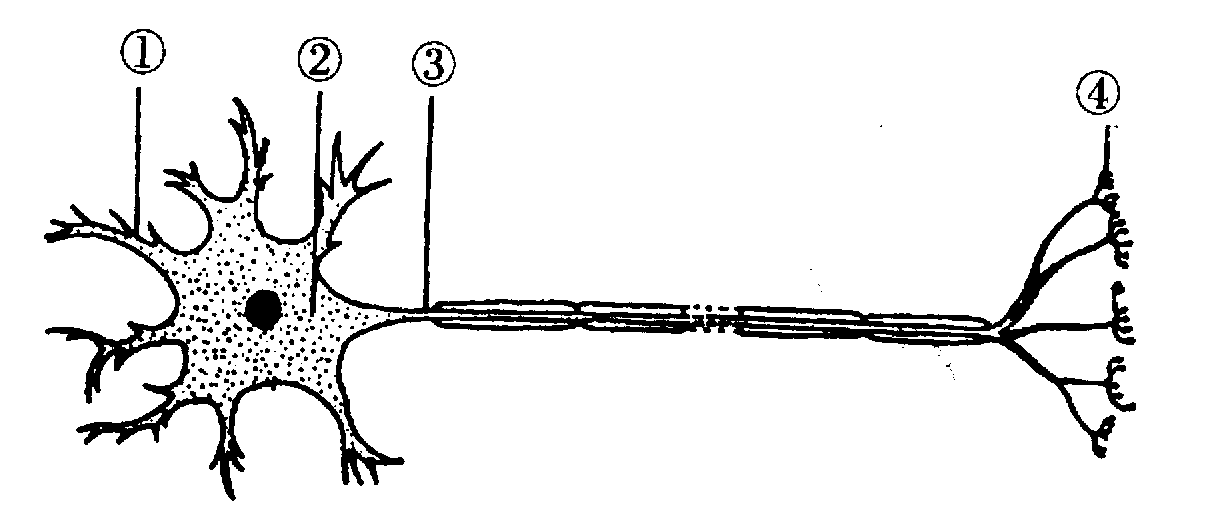 ① ② ③ ④